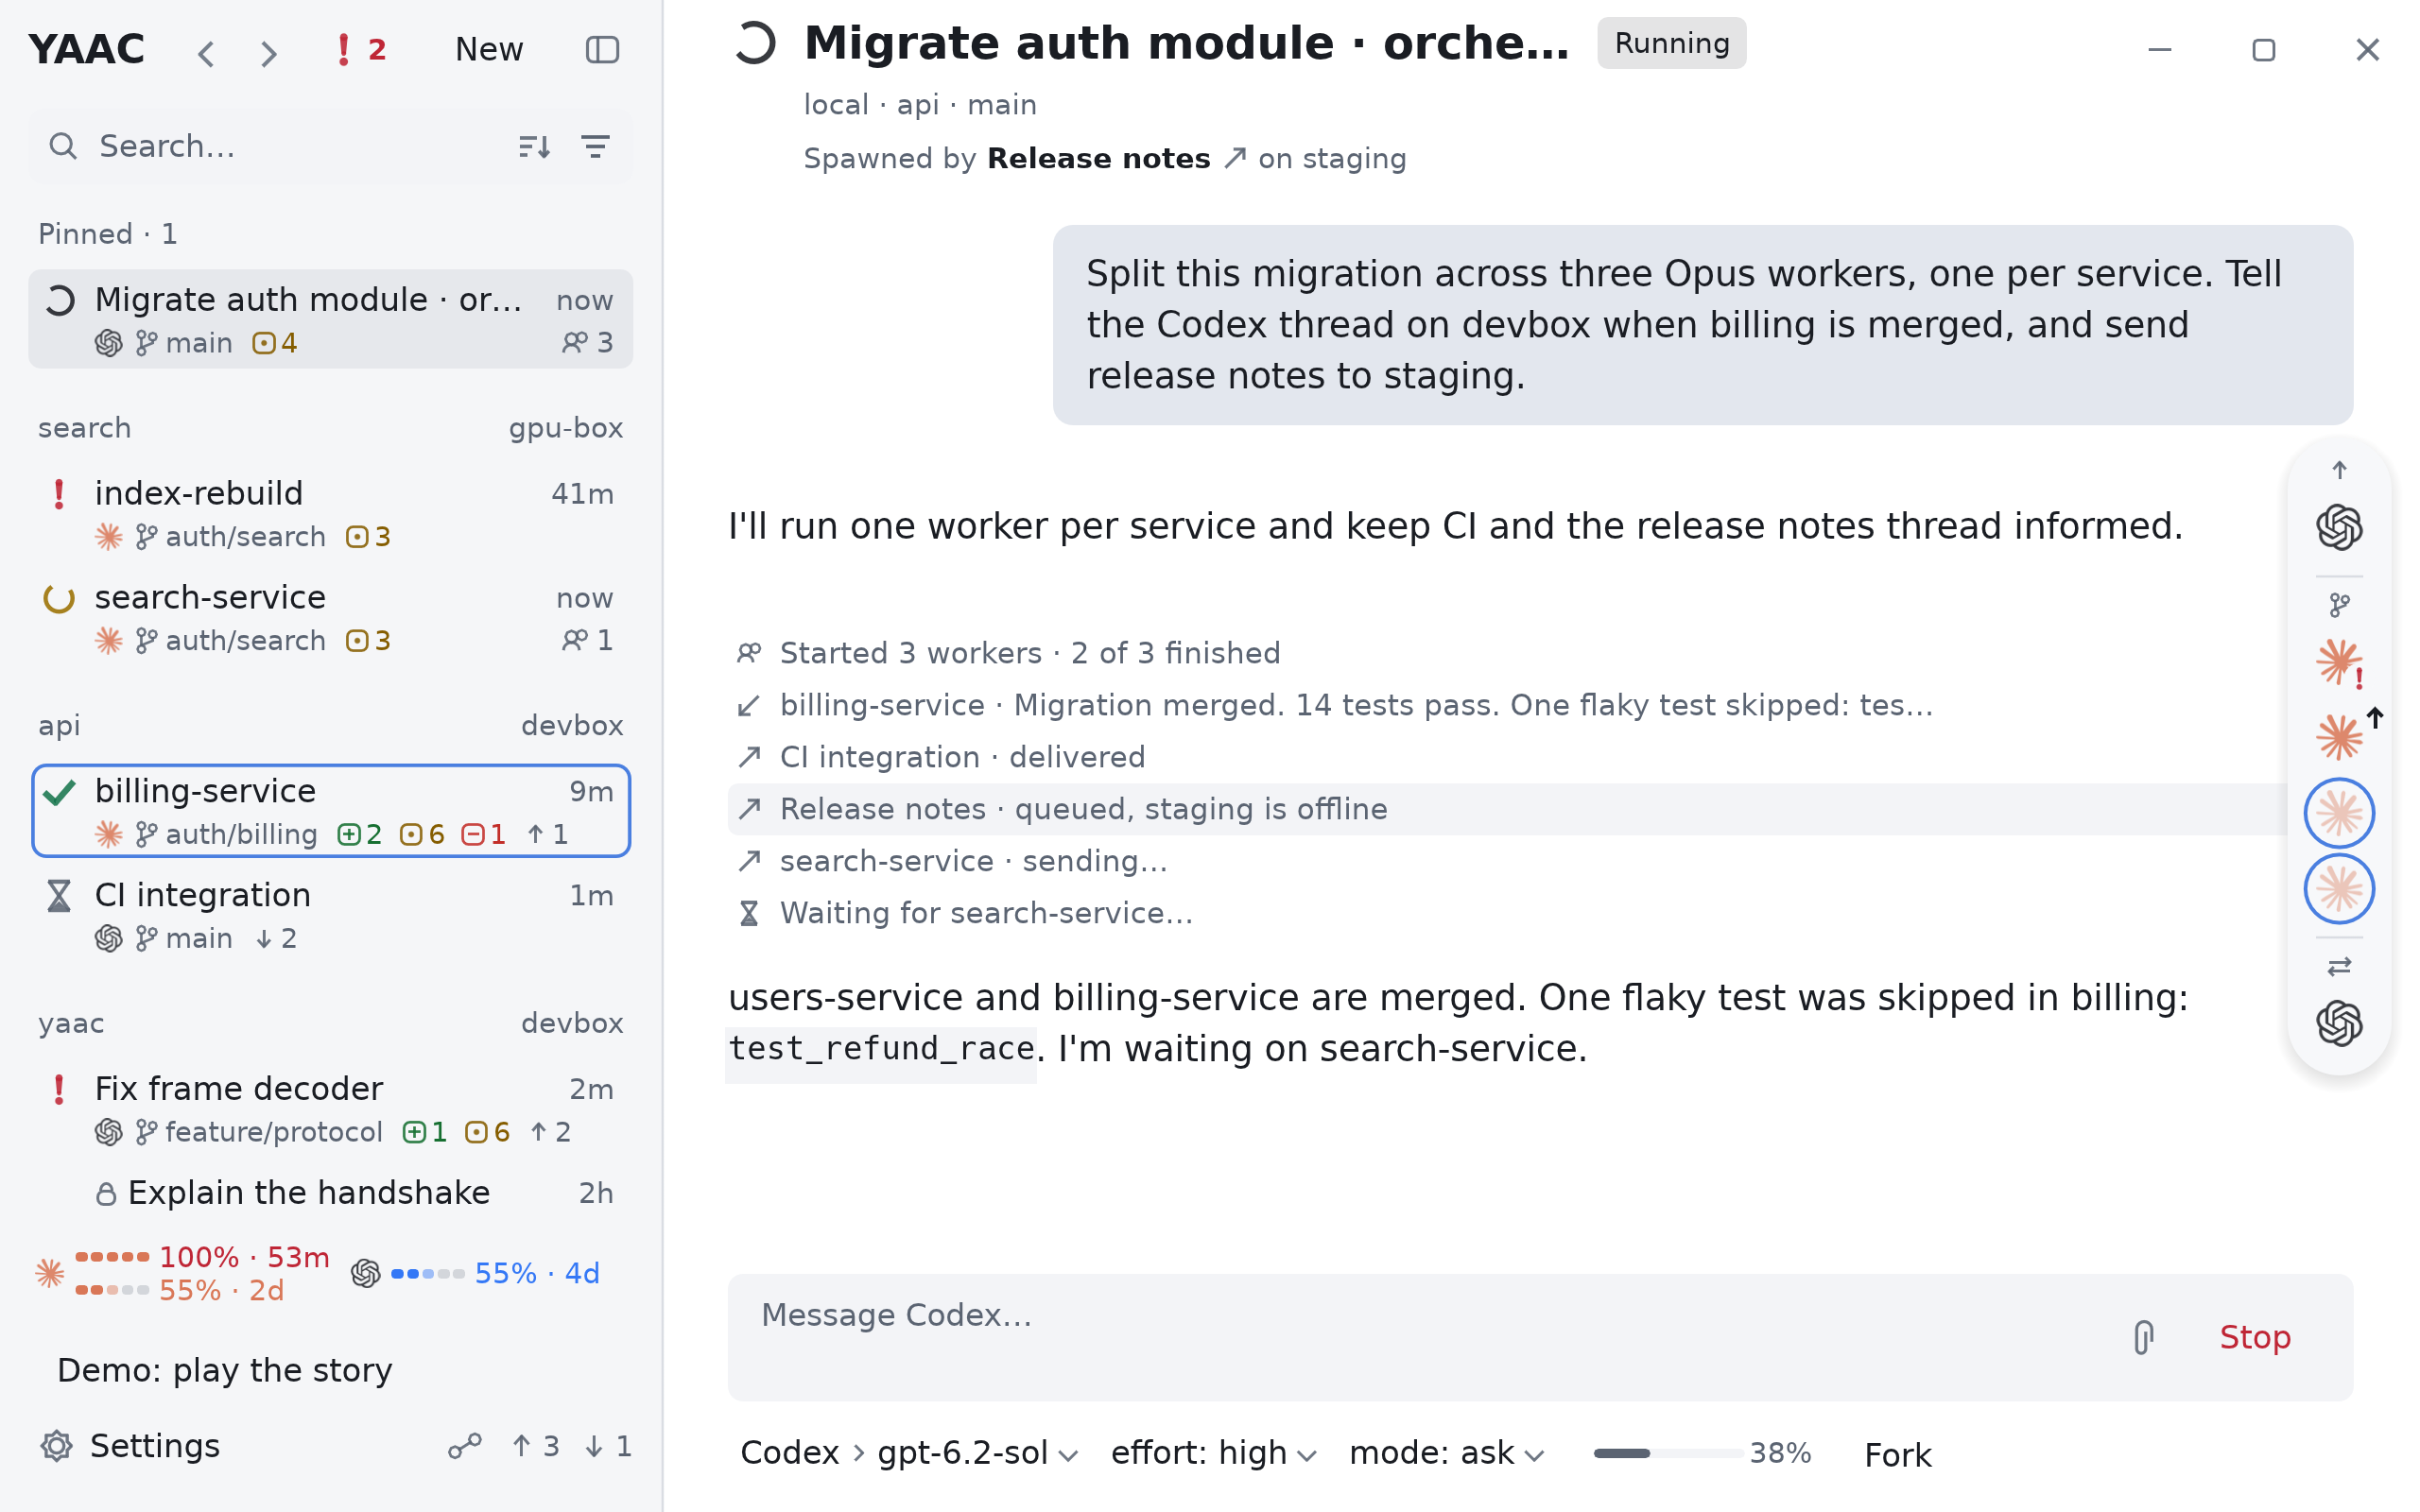 YAAC 2 New
Search...
Pinned · 1
Migrate auth module · or... now
main 4 3
search gpu-box
index-rebuild 41m
auth/search 3
search-service now
auth/search 3 1
api devbox
billing-service 9m
auth/billing 2 6 1 ↑ 1
CI integration 1m
main ↓ 2
yaac devbox
Fix frame decoder 2m
feature/protocol 1 6 ↑ 2
Explain the handshake 2h
100% · 53m
55% · 2d
55% · 4d
Demo: play the story
Settings ↑ 3 ↓ 1
Migrate auth module · orche... Running
local · api · main
Spawned by Release notes ↗ on staging
Split this migration across three Opus workers, one per service. Tell
the Codex thread on devbox when billing is merged, and send
release notes to staging.
I'll run one worker per service and keep CI and the release notes thread informed.
Started 3 workers · 2 of 3 finished
billing-service · Migration merged. 14 tests pass. One flaky test skipped: tes...
CI integration · delivered
Release notes · queued, staging is offline
search-service · sending...
Waiting for search-service...
users-service and billing-service are merged. One flaky test was skipped in billing:
test_refund_race. I'm waiting on search-service.
Message Codex...
Stop
Codex > gpt-6.2-sol effort: high mode: ask 38% Fork